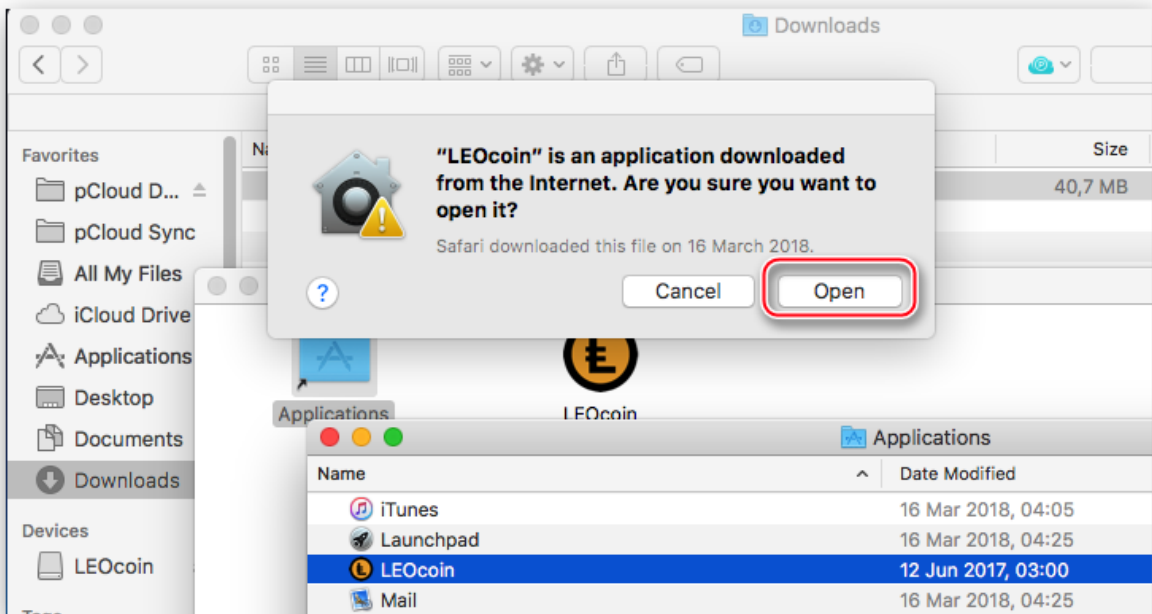 Downloads
“LEOcoin” is an application downloaded
from the Internet. Are you sure you want to
open it?
Safari downloaded this file on 16 March 2018.
?
Cancel
Open
Size
40,7 MB
Favorites
pCloud D...
pCloud Sync
All My Files
iCloud Drive
Applications
Desktop
Documents
Downloads
Devices
LEOcoin
Applications
LEOcoin
Applications
Name
Date Modified
iTunes
16 Mar 2018, 04:05
Launchpad
16 Mar 2018, 04:25
LEOcoin
12 Jun 2017, 03:00
Mail
16 Mar 2018, 04:25